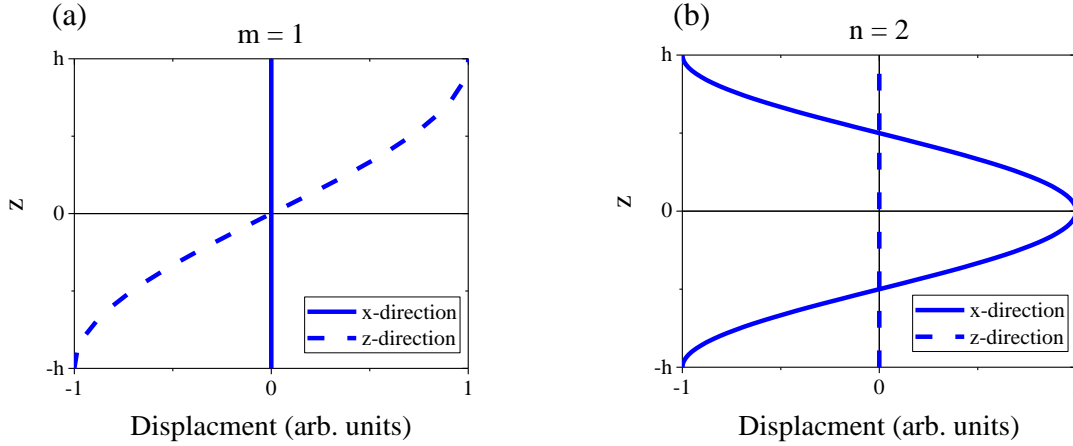 (a)
m = 1
h
0
-h
z
-1
0
1
x-direction
z-direction
Displacment (arb. units)
(b)
n = 2
h
0
-h
z
-1
0
x-direction
z-direction
Displacment (arb. units)